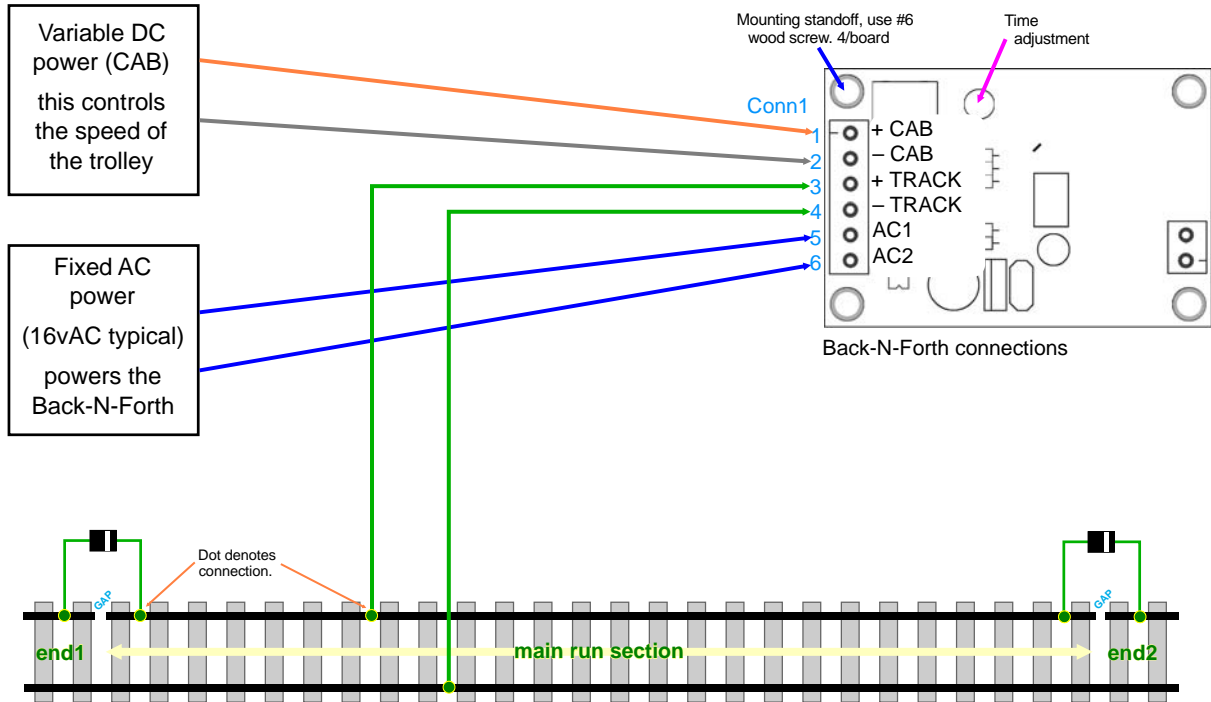 Variable DC
power (CAB)
this controls
the speed of
the trolley
Fixed AC
power
(16vAC typical)
powers the
Back-N-Forth
Mounting standoff, use #6
wood screw. 4/board
Time
adjustment
Conn1
1
+ CAB
2
– CAB
3
+ TRACK
4
– TRACK
5
AC1
6
AC2
Back-N-Forth connections
Dot denotes
connection.
GAP
GAP
end1
main run section
end2